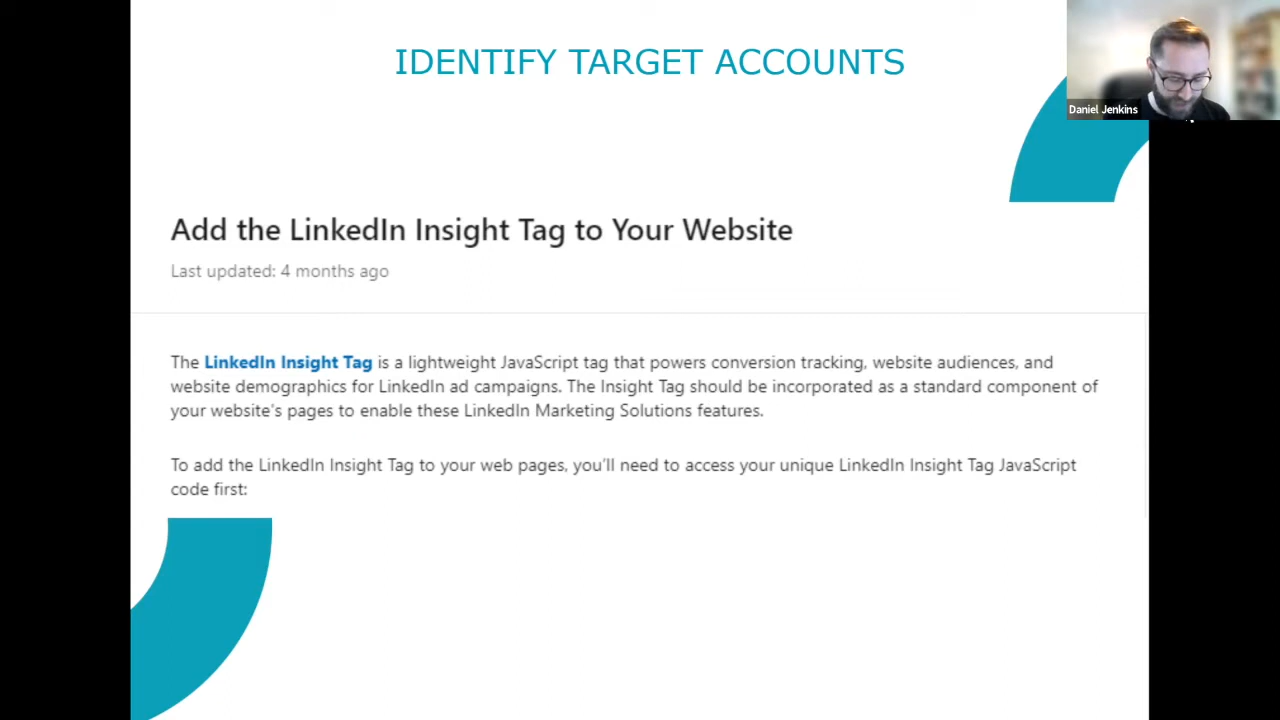 IDENTIFY TARGET ACCOUNTS
Daniel Jenkins
Add the LinkedIn Insight Tag to Your Website
Last updated: 4 months ago
The LinkedIn Insight Tag is a lightweight JavaScript tag that powers conversion tracking, website audiences, and
website demographics for LinkedIn ad campaigns. The Insight Tag should be incorporated as a standard component of
your website's pages to enable these LinkedIn Marketing Solutions features.
To add the LinkedIn Insight Tag to your web pages, you'll need to access your unique LinkedIn Insight Tag JavaScript
code first: